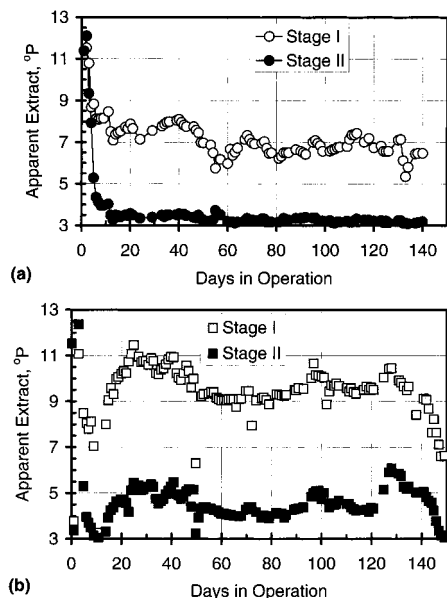 13
11
9
7
5
3
Apparent Extract, °P
Stage I
Stage II
0 20 40 60 80 100 120 140
(a)
Days in Operation
13
11
9
7
5
3
Apparent Extract, °P
Stage I
Stage II
0 20 40 60 80 100 120 140
(b)
Days in Operation